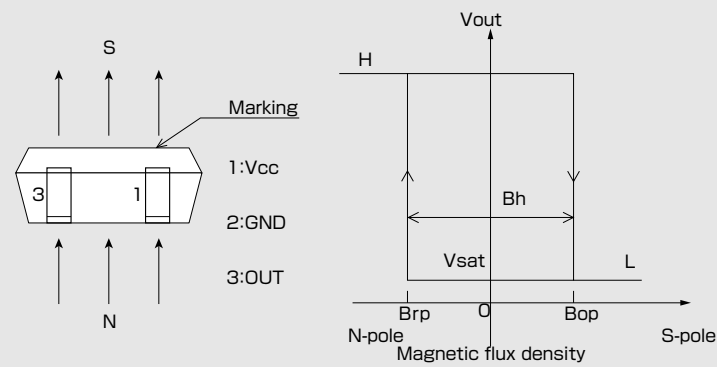 S
Marking
3
1
1:Vcc
2:GND
3:OUT
N
Vout
H
Bh
Vsat
L
Brp
O
Bop
N-pole
S-pole
Magnetic flux density